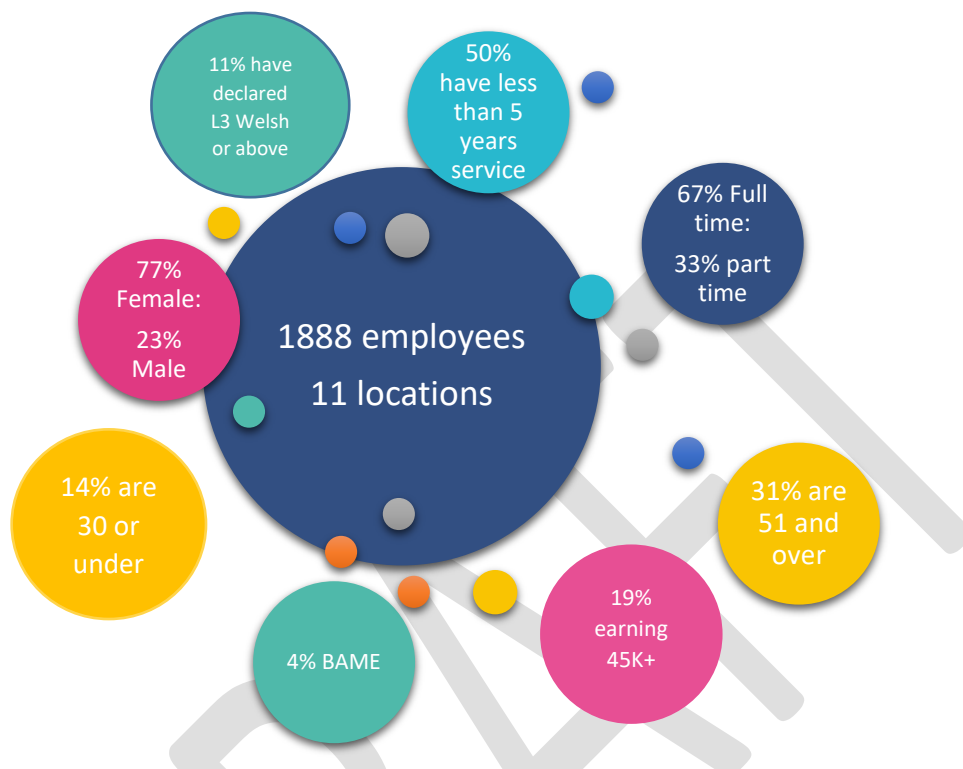 11% have
declared
L3 Welsh
or above
50%
have less
than 5
years
service
67% Full
time:
33% part
time
77%
Female:
23%
Male
1888 employees
11 locations
14% are
30 or
under
31% are
51 and
over
19%
earning
45K+
4% BAME